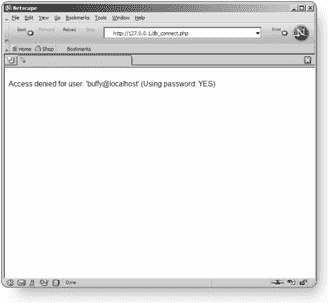 Netscape
File Edit View Go Bookmarks Tools Window Help
Back Forward Reload Stop http://127.0.0.1/db_connect.php Print
Home Shop Bookmarks
Access denied for user: 'buffy@localhost' (Using password: YES)
Done